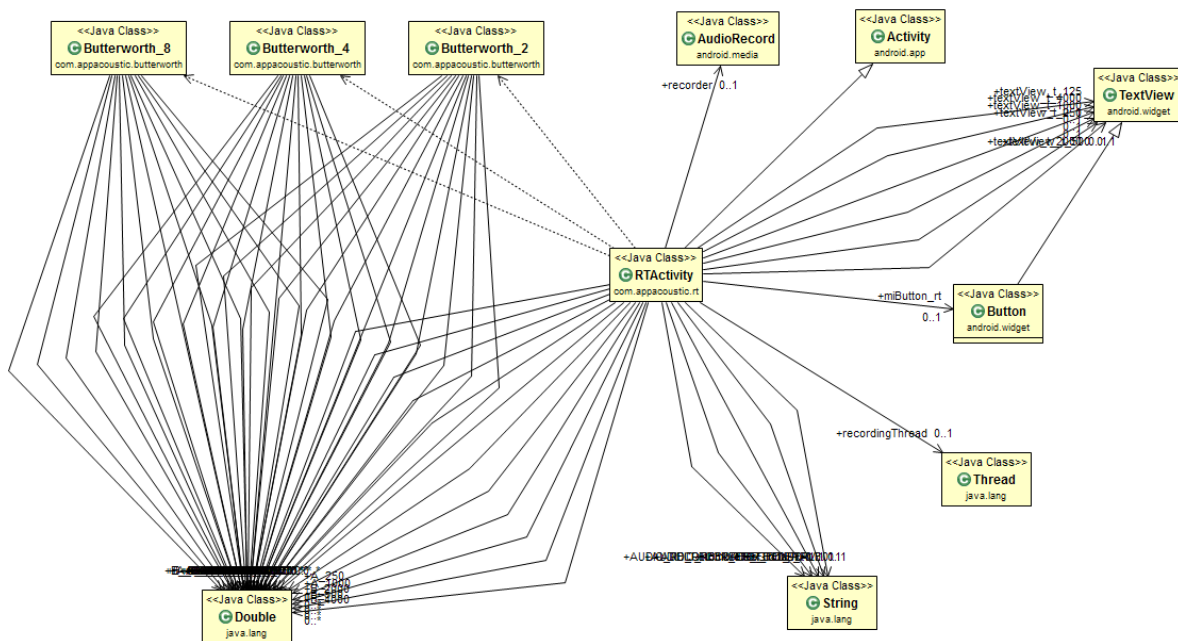 <<Java Class>>
Butterworth_8
com.appacoustic.butterworth
<<Java Class>>
Butterworth_4
com.appacoustic.butterworth
<<Java Class>>
Butterworth_2
com.appacoustic.butterworth
<<Java Class>>
AudioRecord
android.media
<<Java Class>>
Activity
android.app
<<Java Class>>
TextView
android.widget
+recorder 0..1
+textView_t_125
<<Java Class>>
RTActivity
com.appacoustic.rt
+miButton_rt
0..1
<<Java Class>>
Button
android.widget
+recordingThread 0..1
<<Java Class>>
Thread
java.lang
<<Java Class>>
String
java.lang
<<Java Class>>
Double
java.lang
0..*